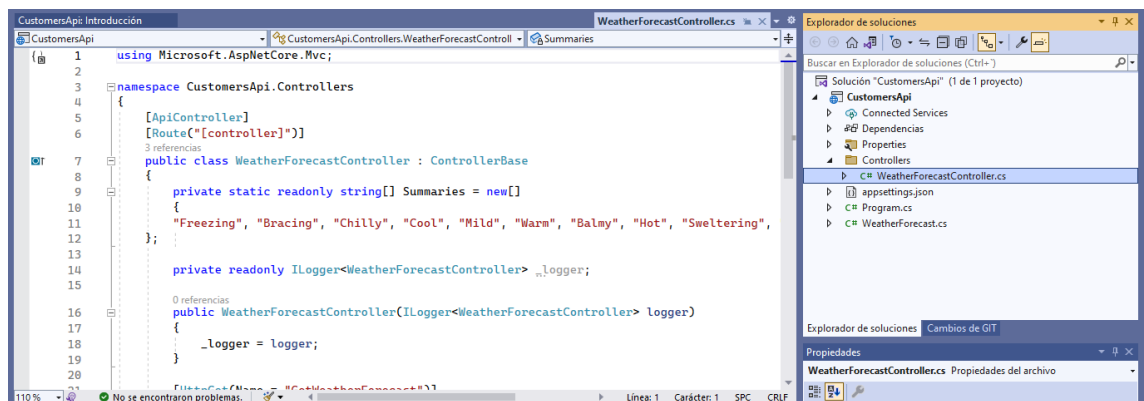 CustomersApi: Introducción
WeatherForecastController.cs
CustomersApi
CustomersApi.Controllers.WeatherForecastControll
Summaries
1 using Microsoft.AspNetCore.Mvc;
2
3 namespace CustomersApi.Controllers
4 {
5 [ApiController]
6 [Route("[controller]")]
3 referencias
7 public class WeatherForecastController : ControllerBase
8 {
9 private static readonly string[] Summaries = new[]
10 {
11 "Freezing", "Bracing", "Chilly", "Cool", "Mild", "Warm", "Balmy", "Hot", "Sweltering",
12 };
13
14 private readonly ILogger<WeatherForecastController> _logger;
15
0 referencias
16 public WeatherForecastController(ILogger<WeatherForecastController> logger)
17 {
18 _logger = logger;
19 }
20
21 [HttpGet(Name = "GetWeatherForecast")]
110 %
No se encontraron problemas.
Línea: 1 Carácter: 1 SPC CRLF
Explorador de soluciones
Buscar en Explorador de soluciones (Ctrl+`)
Solución "CustomersApi" (1 de 1 proyecto)
CustomersApi
Connected Services
Dependencias
Properties
Controllers
C# WeatherForecastController.cs
appsettings.json
C# Program.cs
C# WeatherForecast.cs
Explorador de soluciones Cambios de GIT
Propiedades
WeatherForecastController.cs Propiedades del archivo